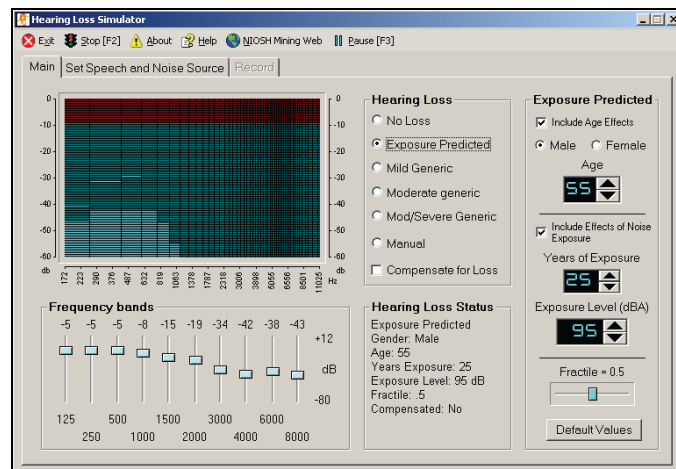 Hearing Loss Simulator
Exit Stop [F2] About Help NIOSH Mining Web Pause [F3]
Main Set Speech and Noise Source Record
0 0
-10 -10
-20 -20
-30 -30
-40 -40
-50 -50
-60 -60
db db
172 223 290 376 487 632 819 1063 1378 1787 2318 3006 3898 5055 6556 8501 11025 Hz
Hearing Loss
No Loss
Exposure Predicted
Mild Generic
Moderate generic
Mod/Severe Generic
Manual
Compensate for Loss
Exposure Predicted
Include Age Effects
Male Female
Age
55
Include Effects of Noise
Exposure
Years of Exposure
25
Exposure Level (dBA)
95
Fractile = 0.5
Default Values
Frequency bands
-5 -5 -5 -8 -15 -19 -34 -42 -38 -43
+12
dB
-80
125 500 1500 3000 6000
250 1000 2000 4000 8000
Hearing Loss Status
Exposure Predicted
Gender: Male
Age: 55
Years Exposure: 25
Exposure Level: 95 dB
Fractile: .5
Compensated: No